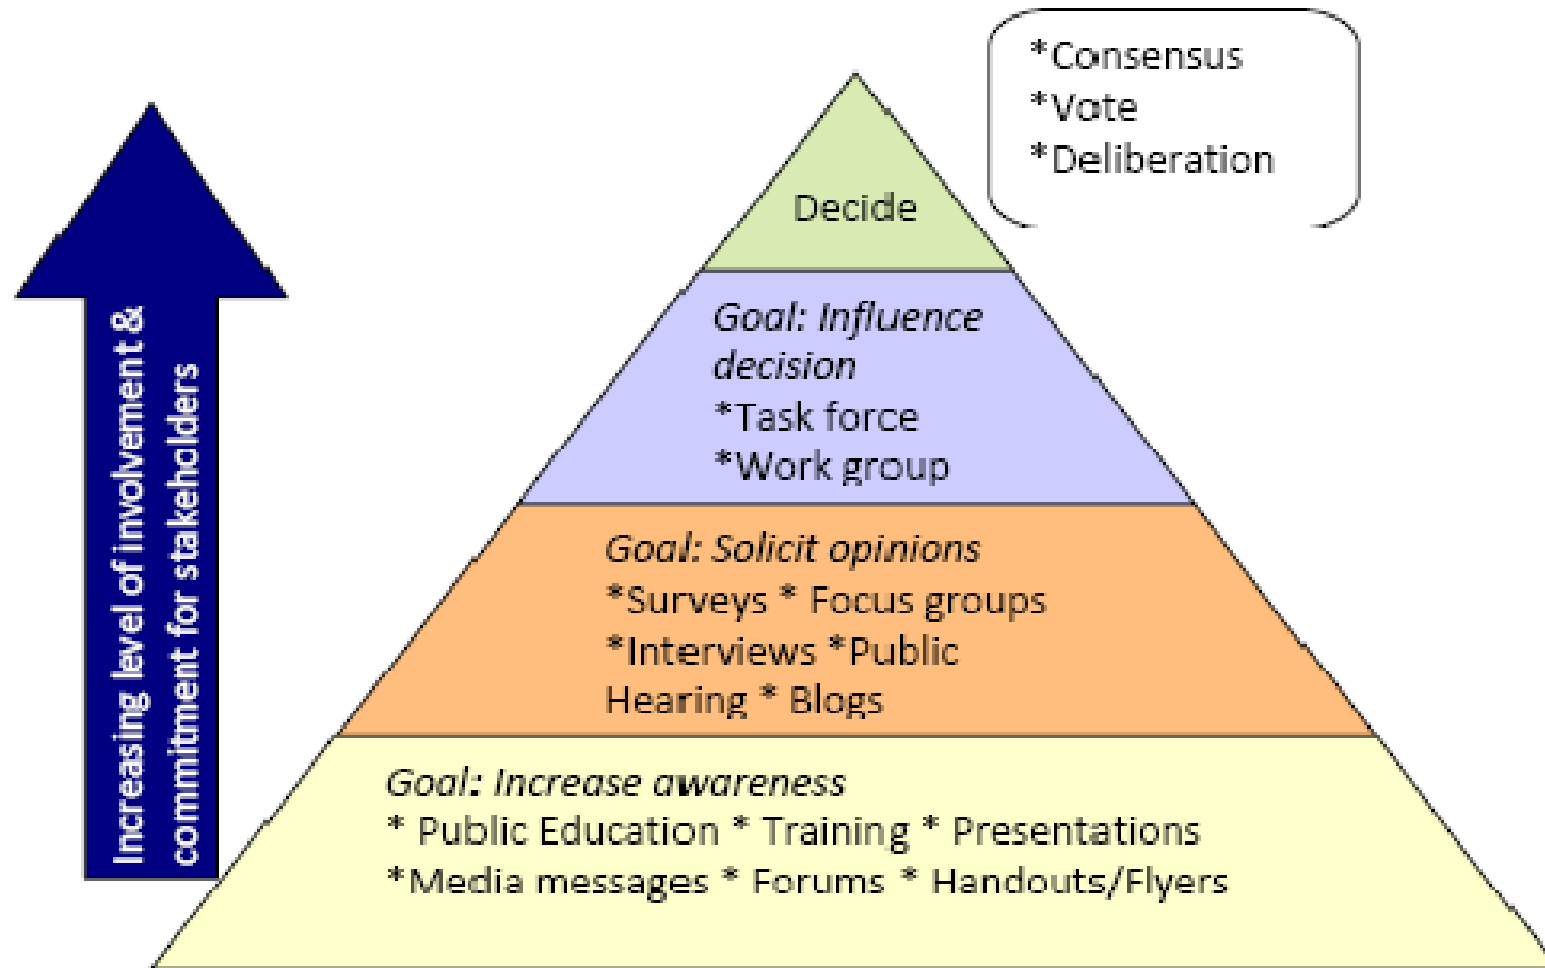 *Consensus
*Vote
*Deliberation
Decide
Goal: Influence
decision
*Task force
*Work group
Goal: Solicit opinions
*Surveys * Focus groups
*Interviews *Public
Hearing * Blogs
Goal: Increase awareness
* Public Education * Training * Presentations
*Media messages * Forums * Handouts/Flyers
Increasing level of involvement &
commitment for stakeholders